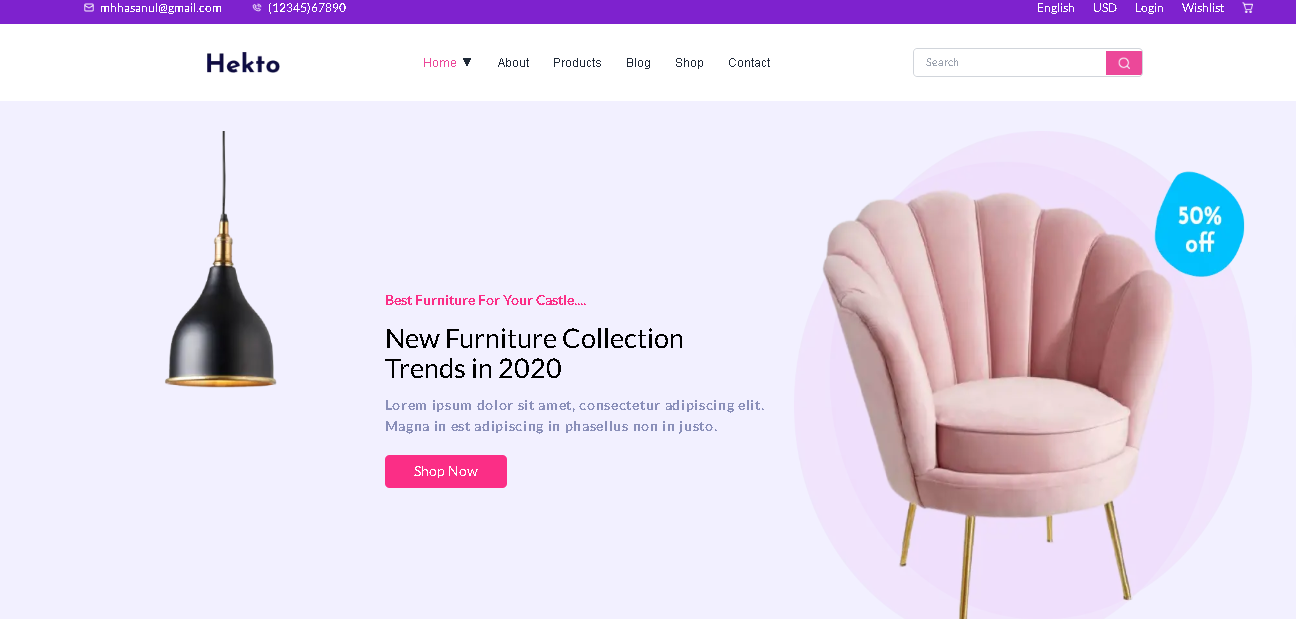 mhhasanul@gmail.com (12345)67890 English USD Login Wishlist
Hekto Home ▼ About Products Blog Shop Contact Search
50%
off
Best Furniture For Your Castle....
New Furniture Collection
Trends in 2020
Lorem ipsum dolor sit amet, consectetur adipiscing elit.
Magna in est adipiscing in phasellus non in justo.
Shop Now